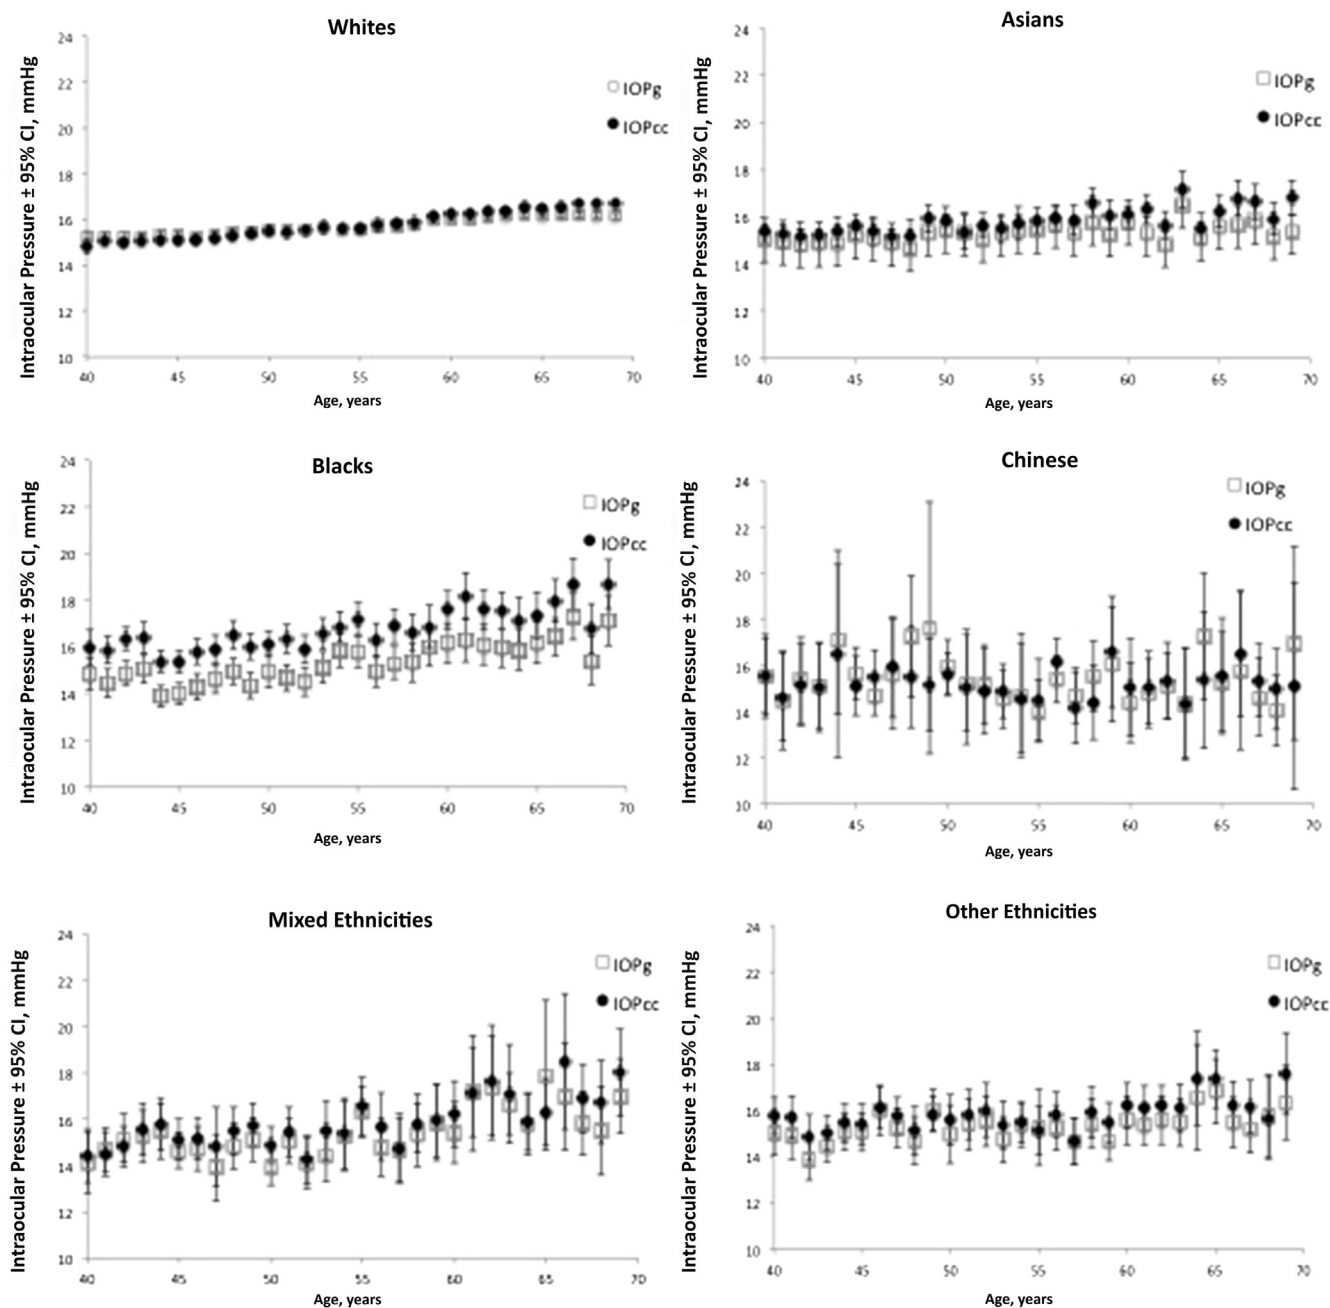 Whites
Intraocular Pressure ± 95% CI, mmHg
24
22
20
18
16
14
12
10
IOPg
IOPcc
40 45 50 55 60 65 70
Age, years
Asians
Intraocular Pressure ± 95% CI, mmHg
24
22
20
18
16
14
12
10
IOPg
IOPcc
40 45 50 55 60 65 70
Age, years
Blacks
Intraocular Pressure ± 95% CI, mmHg
24
22
20
18
16
14
12
10
IOPg
IOPcc
40 45 50 55 60 65 70
Age, years
Chinese
Intraocular Pressure ± 95% CI, mmHg
24
22
20
18
16
14
12
10
IOPg
IOPcc
40 45 50 55 60 65 70
Age, years
Mixed Ethnicities
Intraocular Pressure ± 95% CI, mmHg
24
22
20
18
16
14
12
10
IOPg
IOPcc
40 45 50 55 60 65 70
Age, years
Other Ethnicities
Intraocular Pressure ± 95% CI, mmHg
24
22
20
18
16
14
12
10
IOPg
IOPcc
40 45 50 55 60 65 70
Age, years